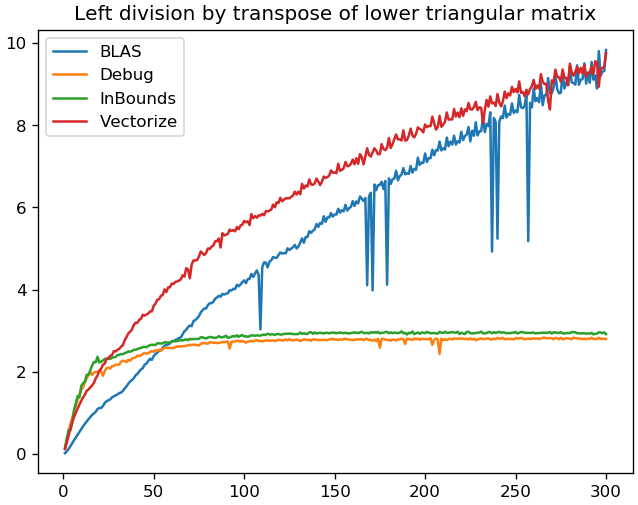 Left division by transpose of lower triangular matrix
BLAS
Debug
InBounds
Vectorize
10
8
6
4
2
0
0 50 100 150 200 250 300